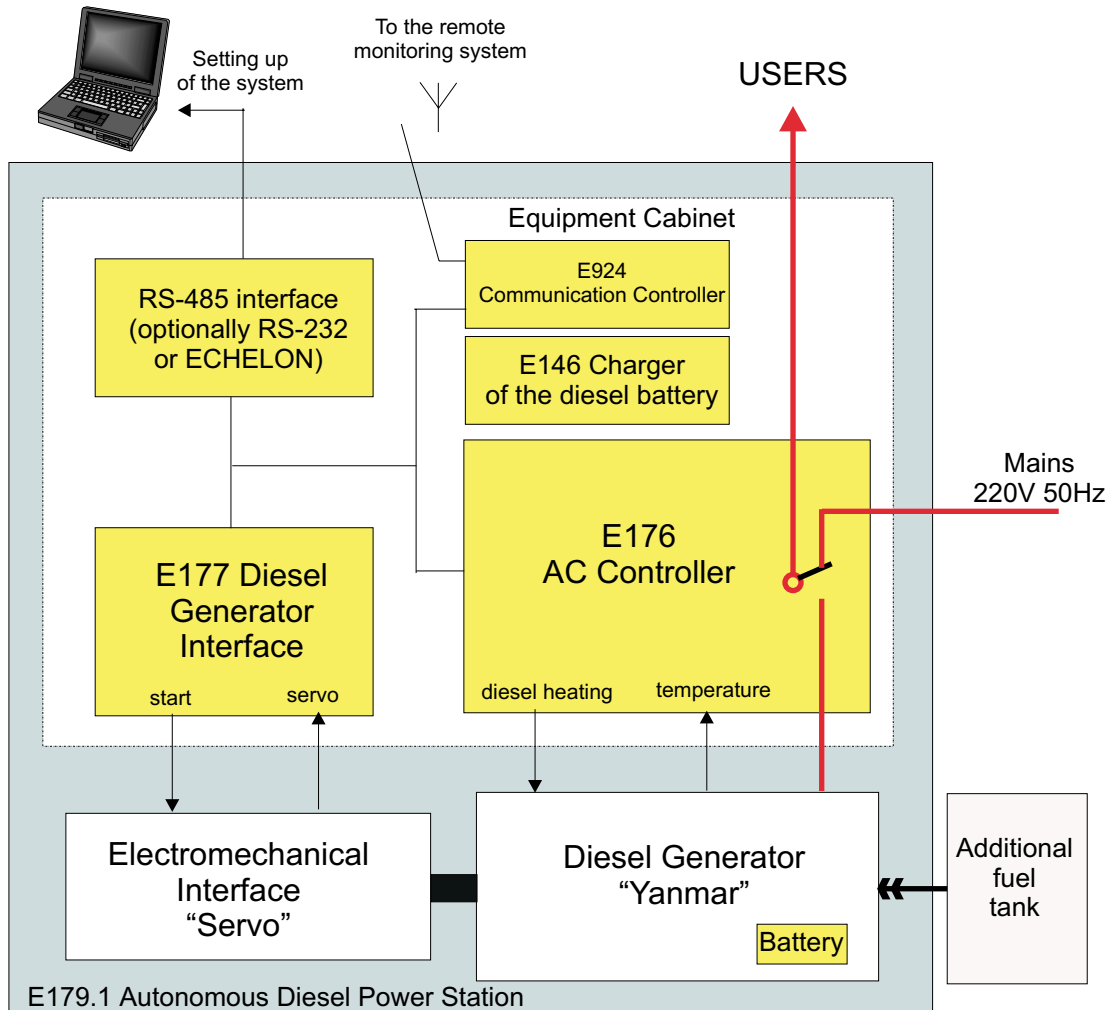 To the remote
monitoring system
Setting up
of the system
USERS
Equipment Cabinet
E924
Communication Controller
RS-485 interface
(optionally RS-232
or ECHELON)
E146 Charger
of the diesel battery
Mains
220V 50Hz
E176
AC Controller
E177 Diesel
Generator
Interface
start
servo
diesel heating
temperature
Electromechanical
Interface
“Servo”
Diesel Generator
“Yanmar”
Battery
Additional
fuel
tank
E179.1 Autonomous Diesel Power Station